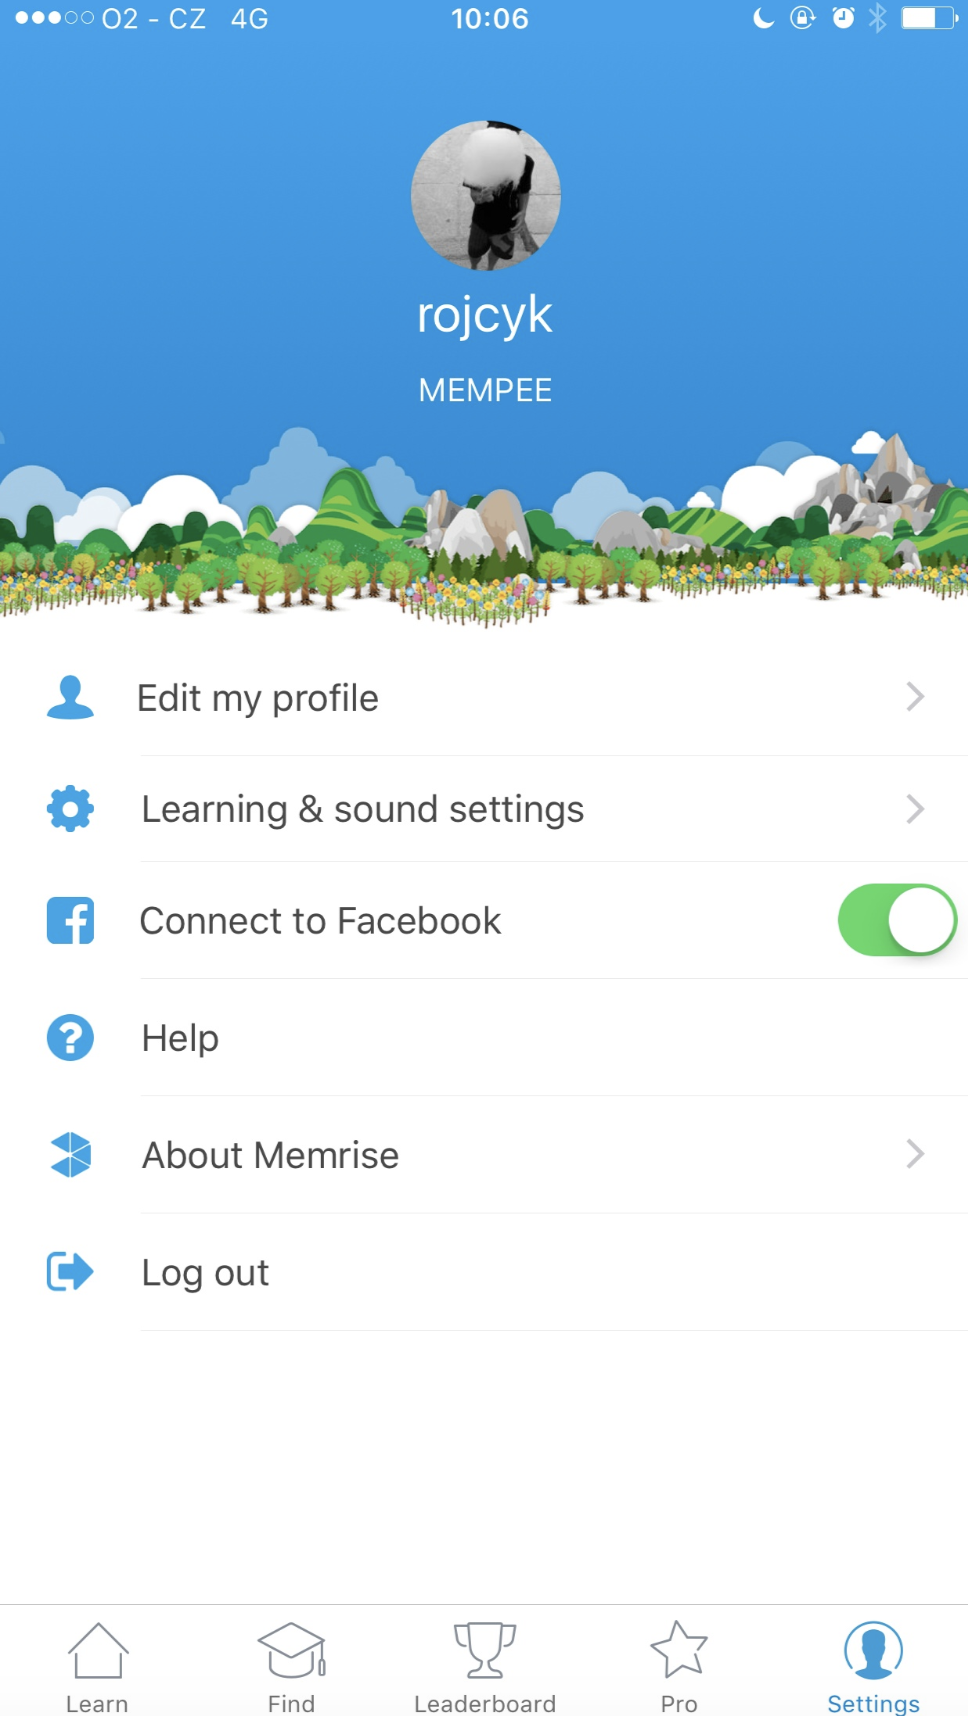 O2 - CZ 4G 10:06
rojcyk
MEMPEE
Edit my profile
Learning & sound settings
Connect to Facebook
Help
About Memrise
Log out
Learn Find Leaderboard Pro Settings